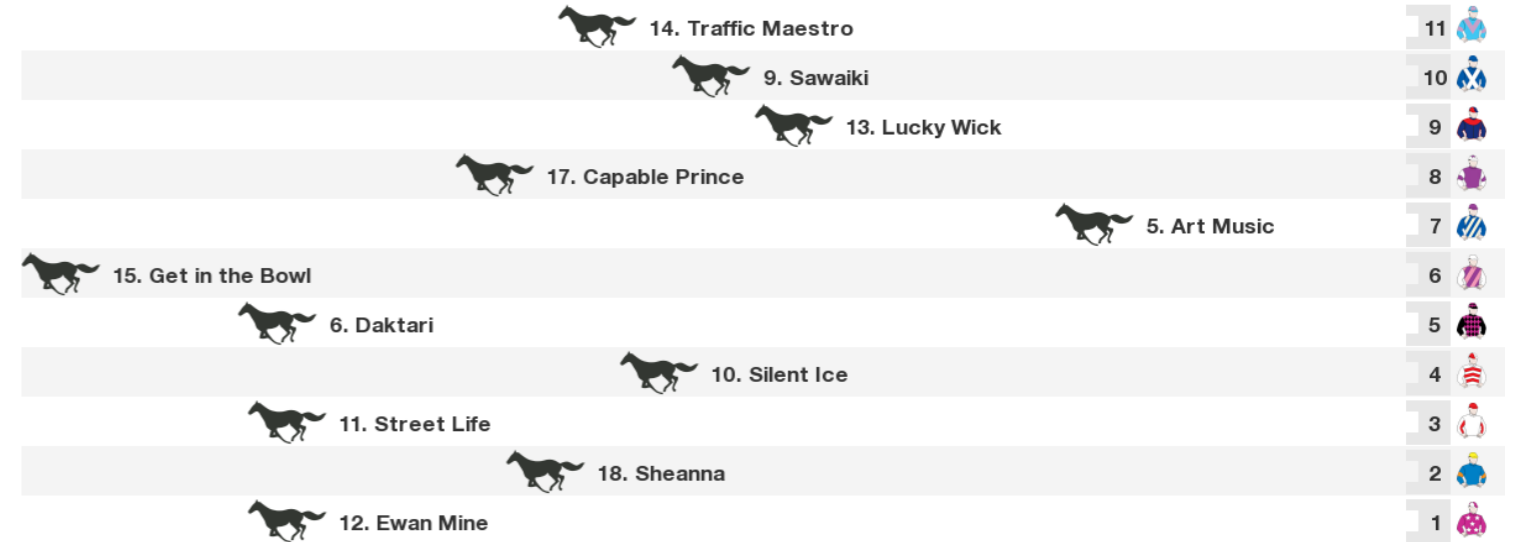 14. Traffic Maestro 11
9. Sawaiki 10
13. Lucky Wick 9
17. Capable Prince 8
5. Art Music 7
15. Get in the Bowl 6
6. Daktari 5
10. Silent Ice 4
11. Street Life 3
18. Sheanna 2
12. Ewan Mine 1